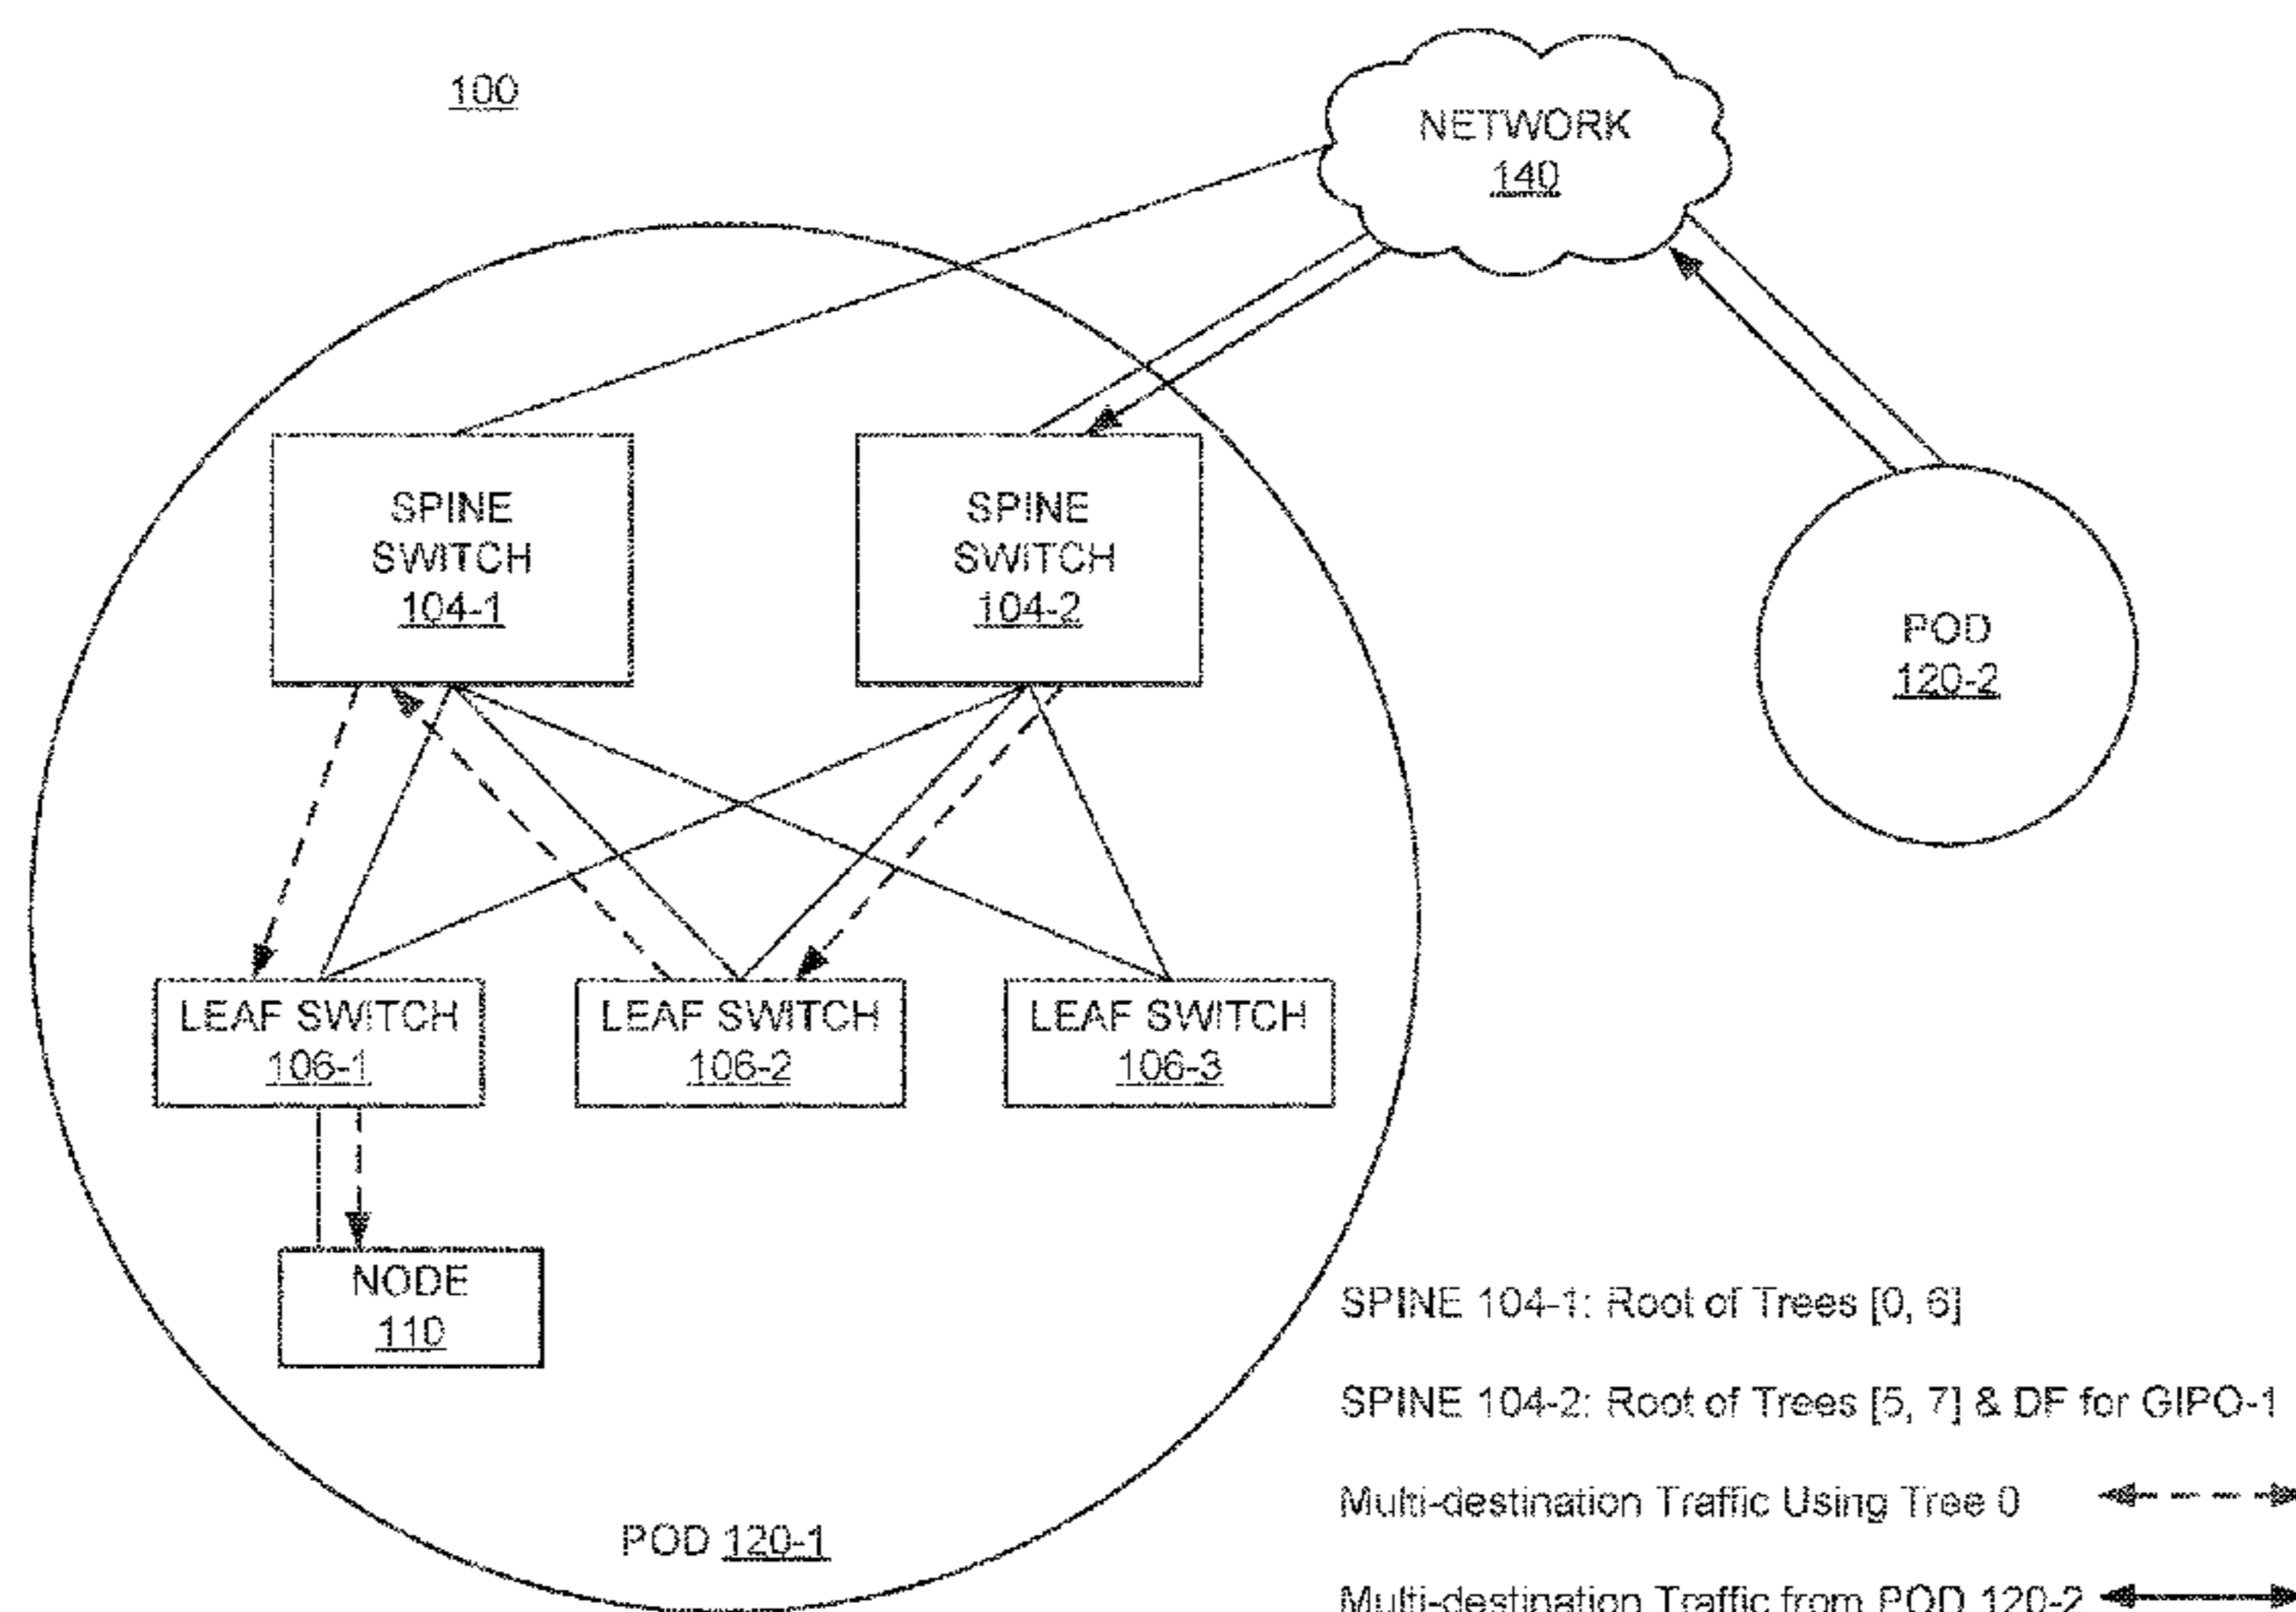 100
NETWORK
140
SPINE
SWITCH
104-1
SPINE
SWITCH
104-2
POD
120-2
LEAF SWITCH
106-1
LEAF SWITCH
106-2
LEAF SWITCH
106-3
NODE
110
POD 120-1
SPINE 104-1: Root of Trees [0, 6]
SPINE 104-2: Root of Trees [5, 7] & DF for GIPO-1
Multi-destination Traffic Using Tree 0
Multi-destination Traffic from POD 120-2